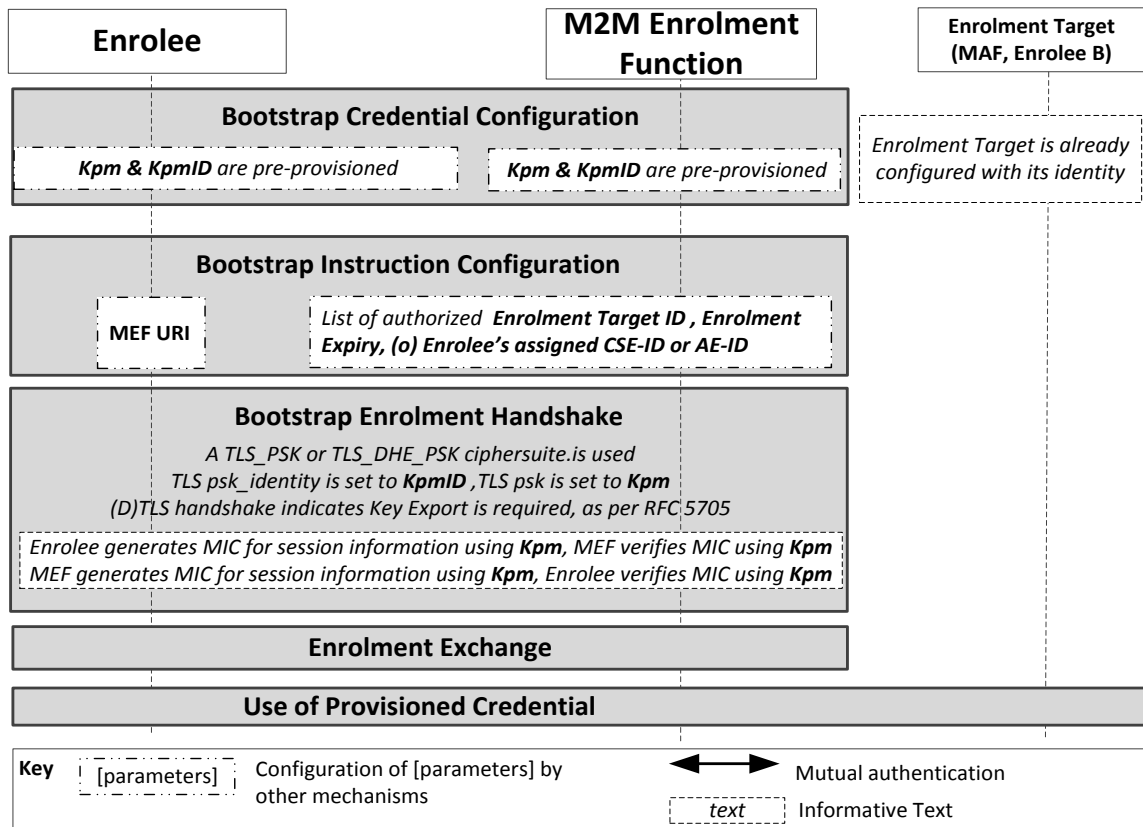 Enrolee
M2M Enrolment
Function
Enrolment Target
(MAF, Enrolee B)
Bootstrap Credential Configuration
Kpm & KpmID are pre-provisioned
Kpm & KpmID are pre-provisioned
Enrolment Target is already
configured with its identity
Bootstrap Instruction Configuration
MEF URI
List of authorized Enrolment Target ID , Enrolment
Expiry, (o) Enrolee’s assigned CSE-ID or AE-ID
Bootstrap Enrolment Handshake
A TLS_PSK or TLS_DHE_PSK ciphersuite.is used
TLS psk_identity is set to KpmID ,TLS psk is set to Kpm
(D)TLS handshake indicates Key Export is required, as per RFC 5705
Enrolee generates MIC for session information using Kpm, MEF verifies MIC using Kpm
MEF generates MIC for session information using Kpm, Enrolee verifies MIC using Kpm
Enrolment Exchange
Use of Provisioned Credential
Key
[parameters]
Configuration of [parameters] by
other mechanisms
Mutual authentication
text
Informative Text